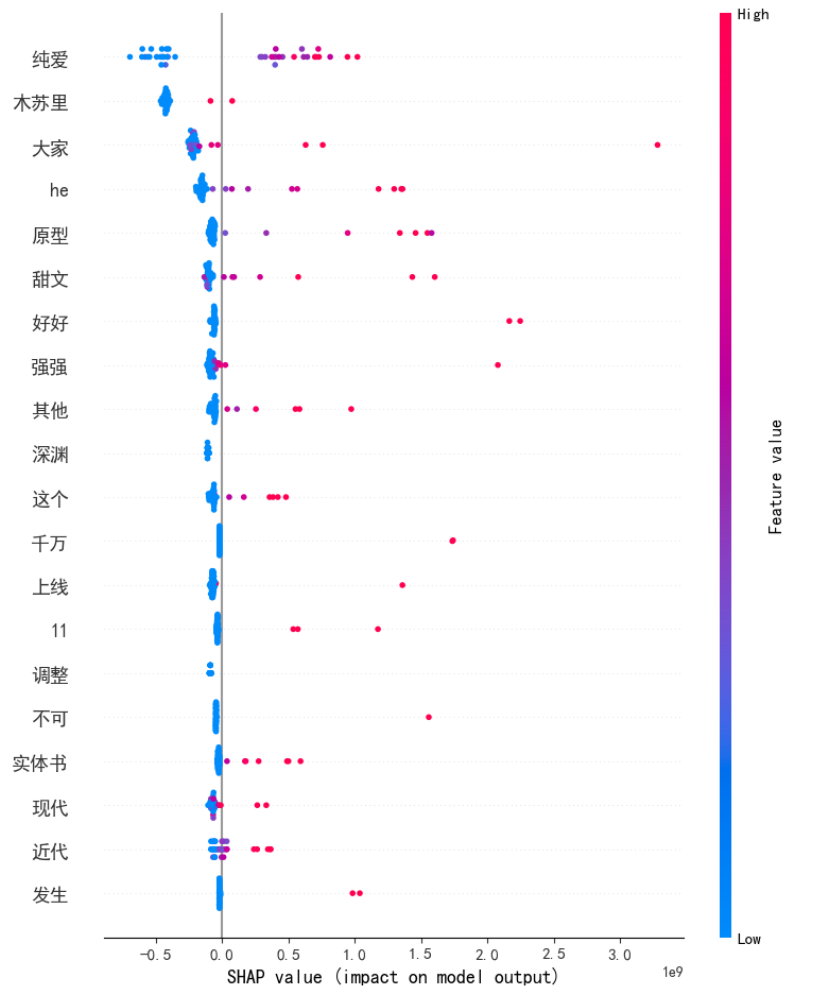 High
纯爱
木苏里
大家
he
原型
甜文
好好
强强
其他
深渊
这个
千万
上线
11
调整
不可
实体书
现代
近代
发生
Feature value
Low
-0.5 0.0 0.5 1.0 1.5 2.0 2.5 3.0
1e9
SHAP value (impact on model output)